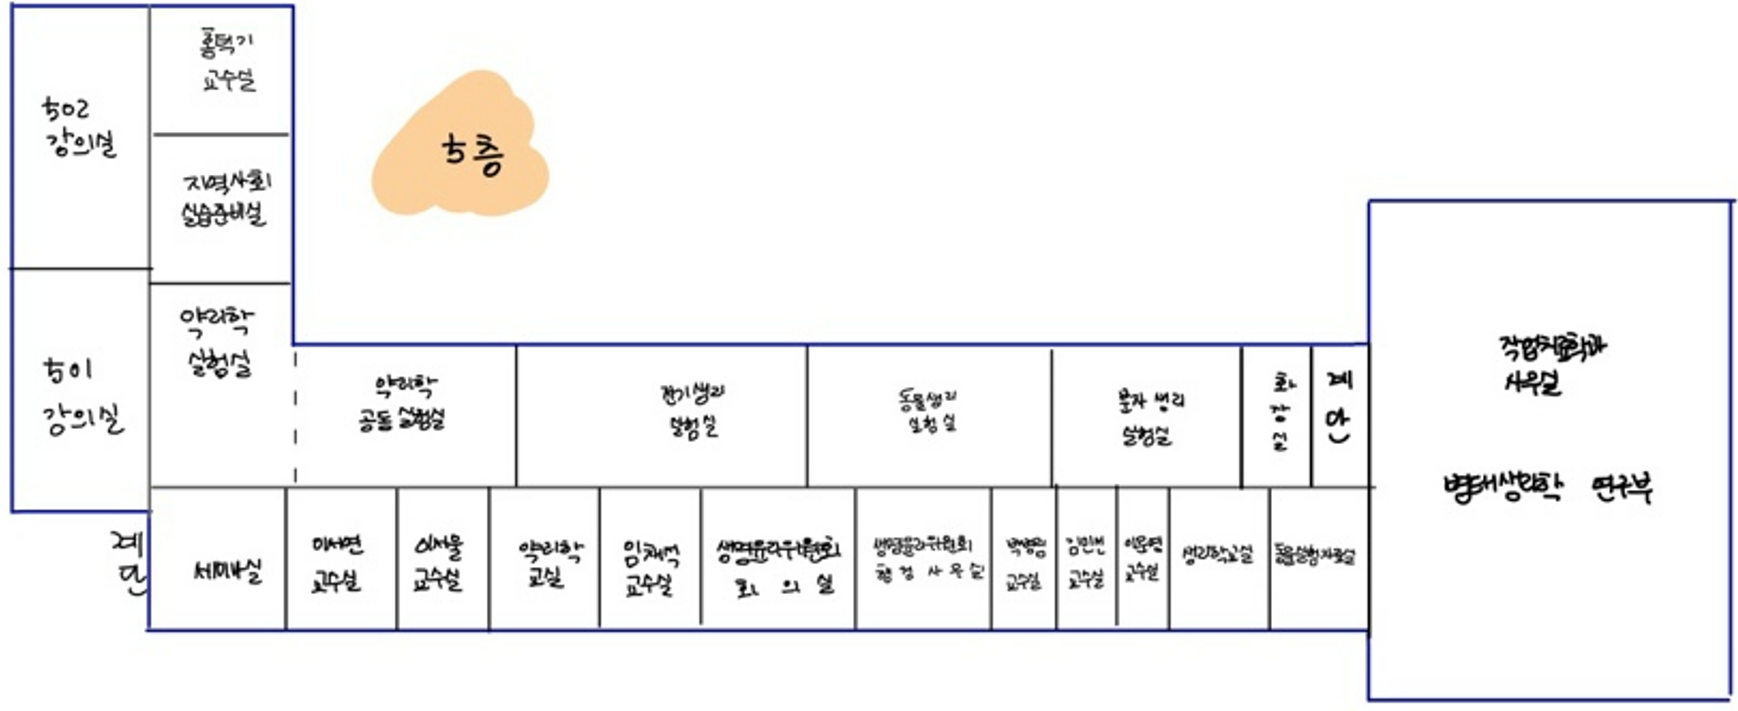 홍덕기
교수실
502
강의실
5층
지역사회
실습준비실
약리학
실험실
501
강의실
약리학
공동 실험실
전기생리
실험실
동물생리
실험실
분자 생리
실험실
화
장
실
계
단
작업치료학과
사무실
병태생리학 연구부
계
단
세미나실
이서연
교수실
이서울
교수실
약리학
교실
임채석
교수실
생명윤리위원회
회 의 실
생명윤리위원회
행 정 사 무 실
박병림
교수실
김민선
교수실
교수실
생리학교실
동물실험자료실